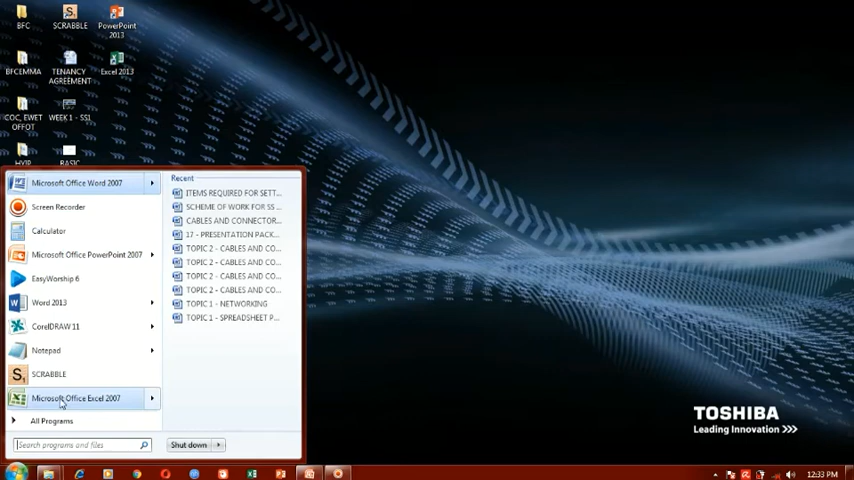 BFC
SCRABBLE
PowerPoint
2013
BFCEMMA
TENANCY
AGREEMENT
Excel 2013
COC, EWET
OFFOT
WEEK 1 - SS1
HYIP
BASIC
Microsoft Office Word 2007
Screen Recorder
Calculator
Microsoft Office PowerPoint 2007
EasyWorship 6
Word 2013
CorelDRAW 11
Notepad
SCRABBLE
Microsoft Office Excel 2007
All Programs
Search programs and files
Recent
ITEMS REQUIRED FOR SETT...
SCHEME OF WORK FOR SS ...
CABLES AND CONNECTOR...
17 - PRESENTATION PACK...
TOPIC 2 - CABLES AND CO...
TOPIC 2 - CABLES AND CO...
TOPIC 2 - CABLES AND CO...
TOPIC 2 - CABLES AND CO...
TOPIC 1 - NETWORKING
TOPIC 1 - SPREADSHEET P...
Shut down
TOSHIBA
Leading Innovation >>>
12:33 PM